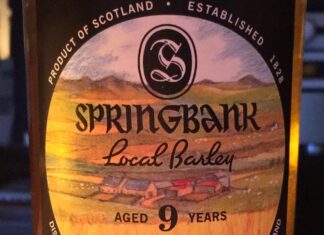 PRODUCT OF SCOTLAND • ESTABLISHED 1828
S
SPRINGBANK
Local Barley
AGED 9 YEARS